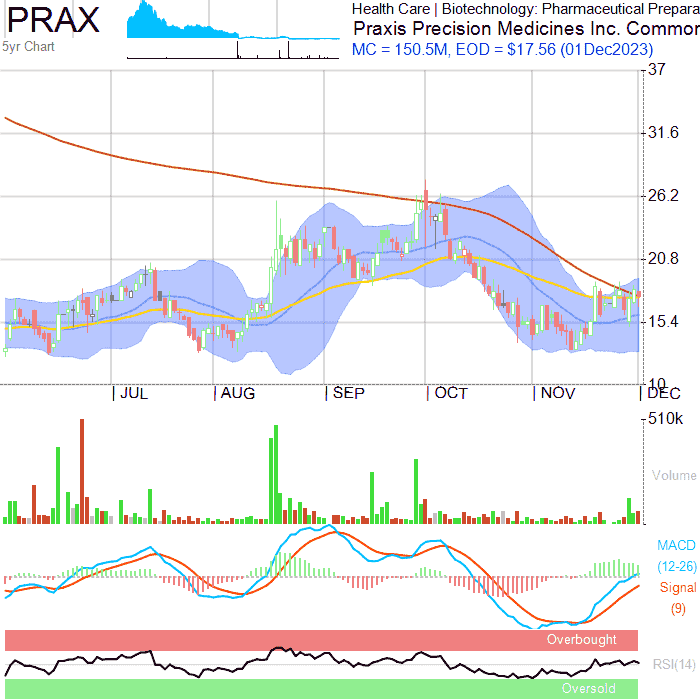 PRAX
5yr Chart
Health Care | Biotechnology: Pharmaceutical Prepara
Praxis Precision Medicines Inc. Common
MC = 150.5M, EOD = $17.56 (01Dec2023)
37
31.6
26.2
20.8
15.4
10
| JUL | AUG | SEP | OCT | NOV | DEC
510k
Volume
MACD
(12-26)
Signal
(9)
Overbought
RSI(14)
Oversold